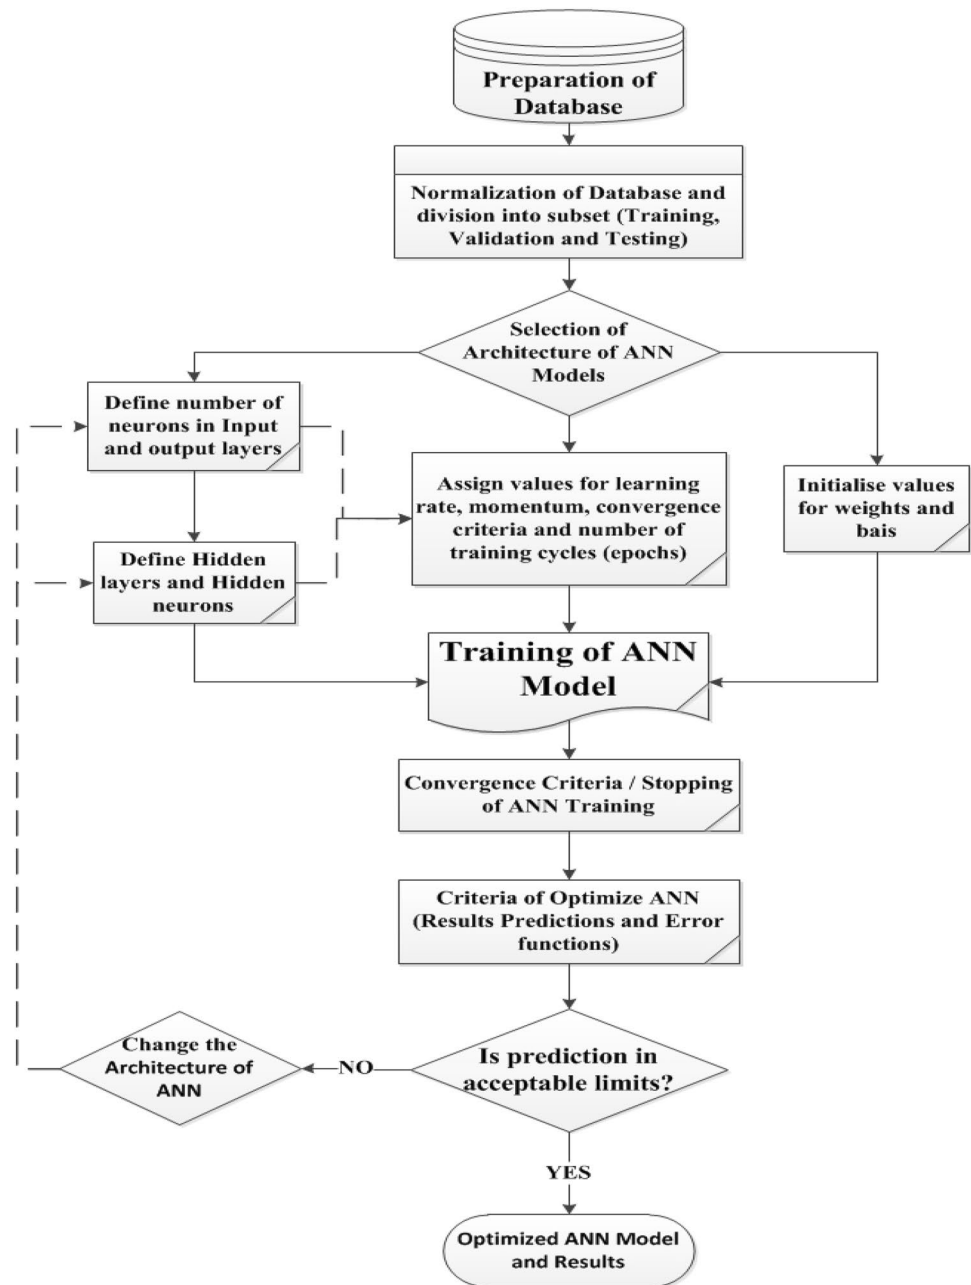 Preparation of
Database
Normalization of Database and
division into subset (Training,
Validation and Testing)
Selection of
Architecture of ANN
Models
Define number of
neurons in Input
and output layers
Assign values for learning
rate, momentum, convergence
criteria and number of
training cycles (epochs)
Initialise values
for weights and
bais
Define Hidden
layers and Hidden
neurons
Training of ANN
Model
Convergence Criteria / Stopping
of ANN Training
Criteria of Optimize ANN
(Results Predictions and Error
functions)
Is prediction in
acceptable limits?
NO
Change the
Architecture of
ANN
YES
Optimized ANN Model
and Results